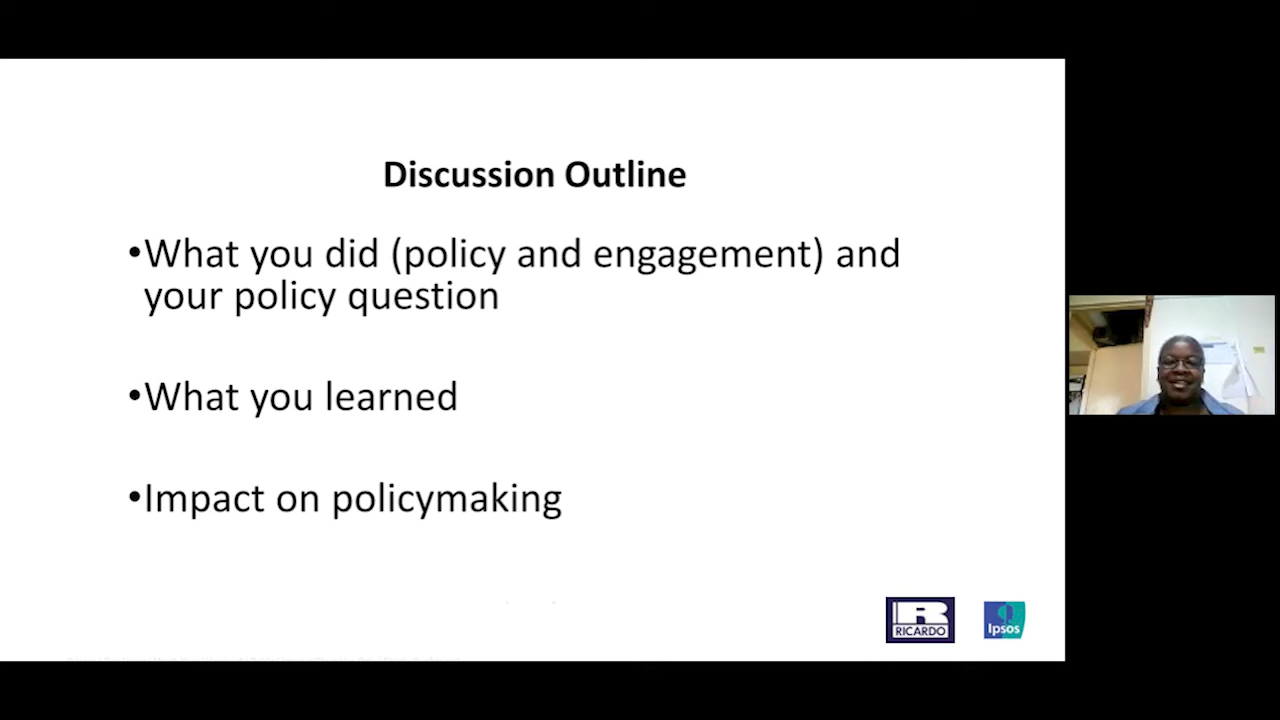 Discussion Outline
•What you did (policy and engagement) and
your policy question
•What you learned
•Impact on policymaking
R
RICARDO
Ipsos